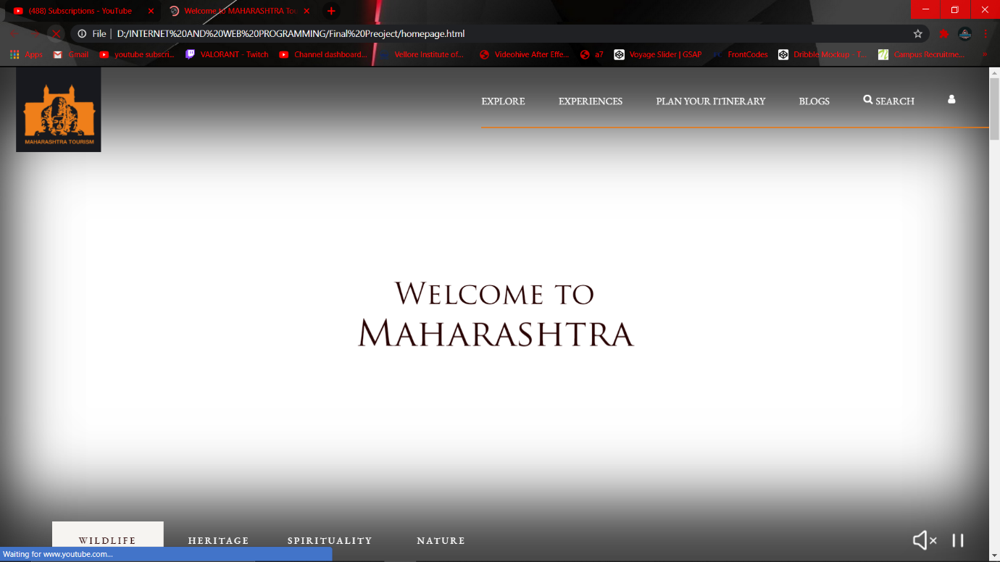 (488) Subscriptions - YouTube
Welcome to MAHARASHTRA Tou
File | D:/INTERNET%20AND%20WEB%20PROGRAMMING/Final%20Preoject/homepage.html
Apps Gmail youtube subscri... VALORANT - Twitch Channel dashboard... Vellore Institute of... Videohive After Effe... a7 Voyage Slider | GSAP FrontCodes Dribble Mockup - f... Campus Recruitme... »
MAHARASHTRA TOURISM
EXPLORE EXPERIENCES PLAN YOUR ITINERARY BLOGS SEARCH
WELCOME TO
MAHARASHTRA
WILDLIFE HERITAGE SPIRITUALITY NATURE
Waiting for www.youtube.com...